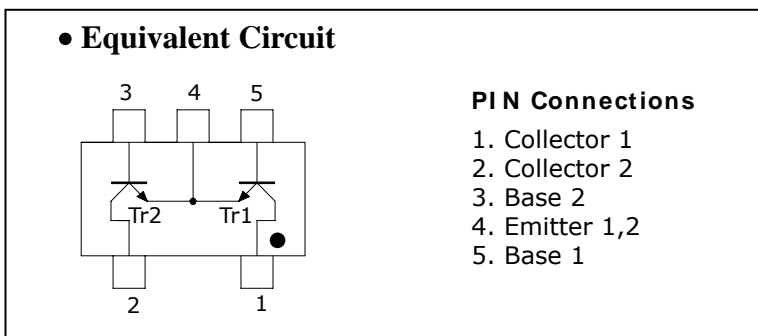 • Equivalent Circuit
3 4 5
PIN Connections
1. Collector 1
2. Collector 2
3. Base 2
4. Emitter 1,2
5. Base 1
Tr2 Tr1
2 1